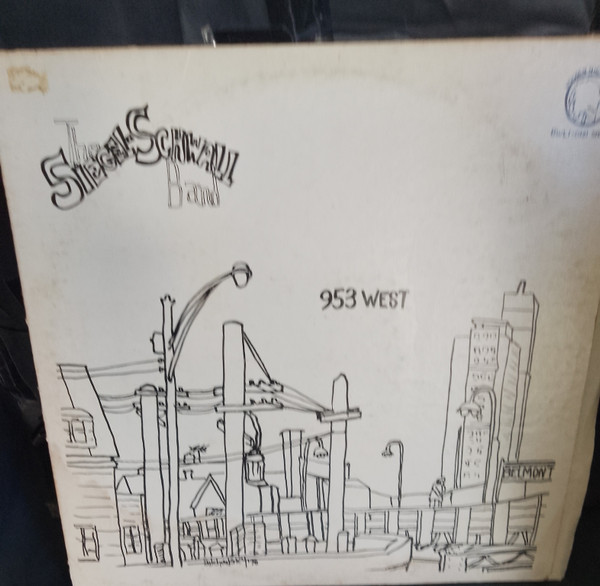 The
Siegel-Schwall
Band
953 WEST
BELMONT